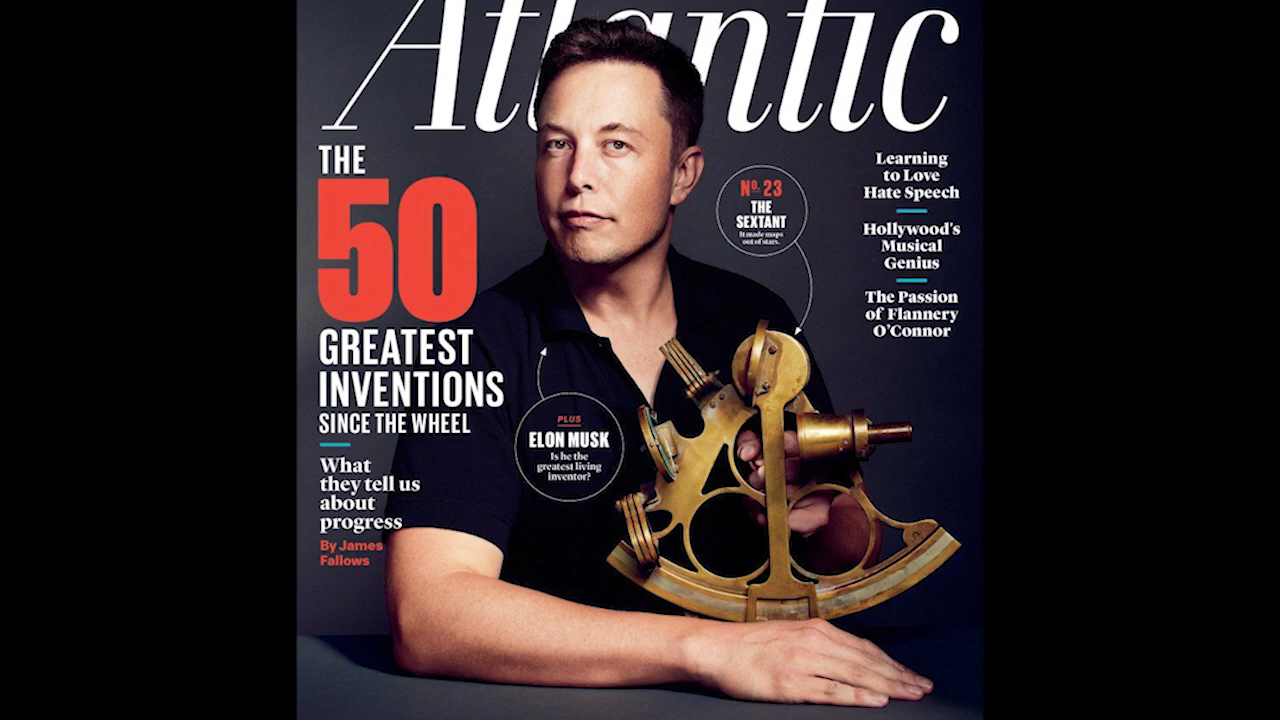 Atlantic
THE
50
GREATEST
INVENTIONS
SINCE THE WHEEL
What
they tell us
about
progress
By James
Fallows
PLUS
ELON MUSK
Is he the
greatest living
inventor?
No. 23
THE
SEXTANT
It made maps
out of stars.
Learning
to Love
Hate Speech
Hollywood's
Musical
Genius
The Passion
of Flannery
O'Connor